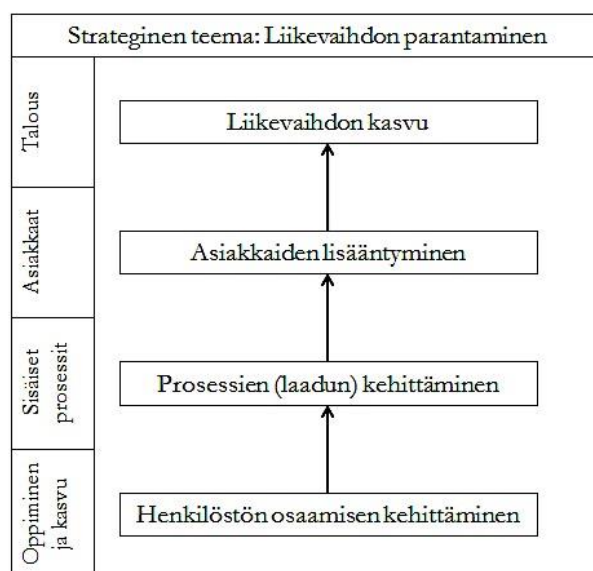 Strateginen teema: Liikevaihdon parantaminen
Talous
Liikevaihdon kasvu
Asiakkaat
Asiakkaiden lisääntyminen
Sisäiset
prosessit
Prosessien (laadun) kehittäminen
Oppiminen
ja kasvu
Henkilöstön osaamisen kehittäminen